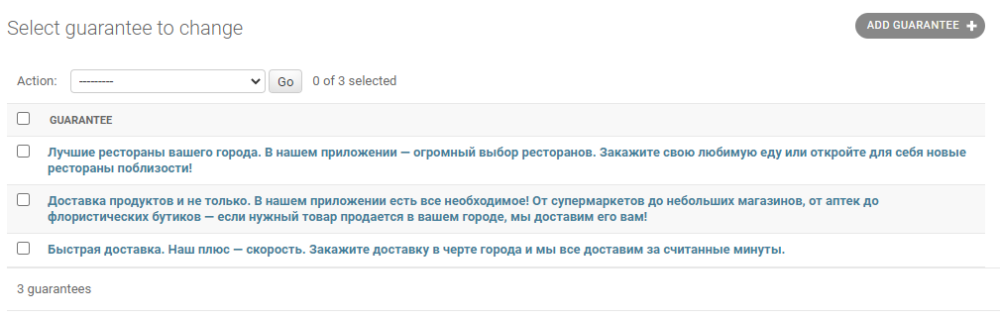 Select guarantee to change
ADD GUARANTEE +
Action: --------- Go 0 of 3 selected
GUARANTEE
Лучшие рестораны вашего города. В нашем приложении — огромный выбор ресторанов. Закажите свою любимую еду или откройте для себя новые
рестораны поблизости!
Доставка продуктов и не только. В нашем приложении есть все необходимое! От супермаркетов до небольших магазинов, от аптек до
флористических бутиков — если нужный товар продается в вашем городе, мы доставим его вам!
Быстрая доставка. Наш плюс — скорость. Закажите доставку в черте города и мы все доставим за считанные минуты.
3 guarantees